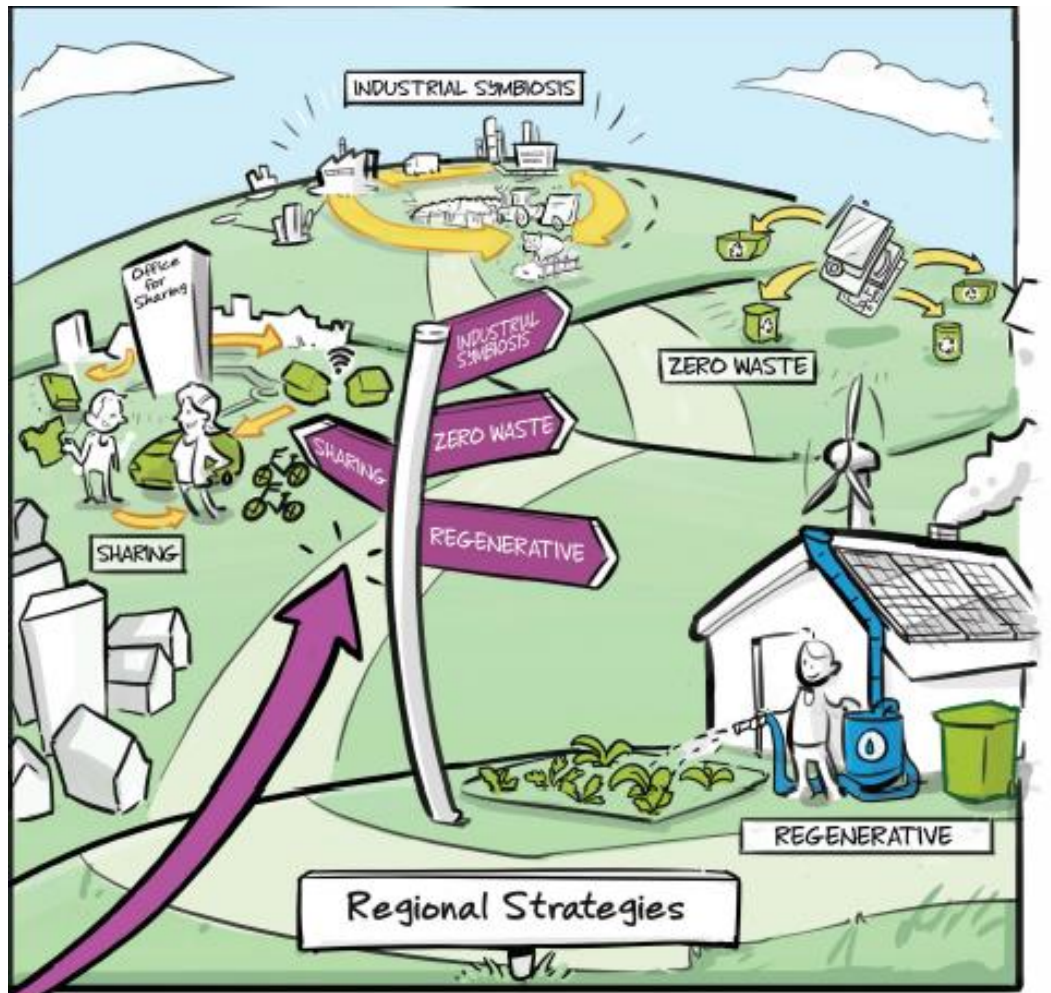 INDUSTRIAL SYMBIOSIS
Office
for
Sharing
INDUSTRIAL
SYMBIOSIS
ZERO WASTE
ZERO WASTE
SHARING
REGENERATIVE
SHARING
REGENERATIVE
Regional Strategies